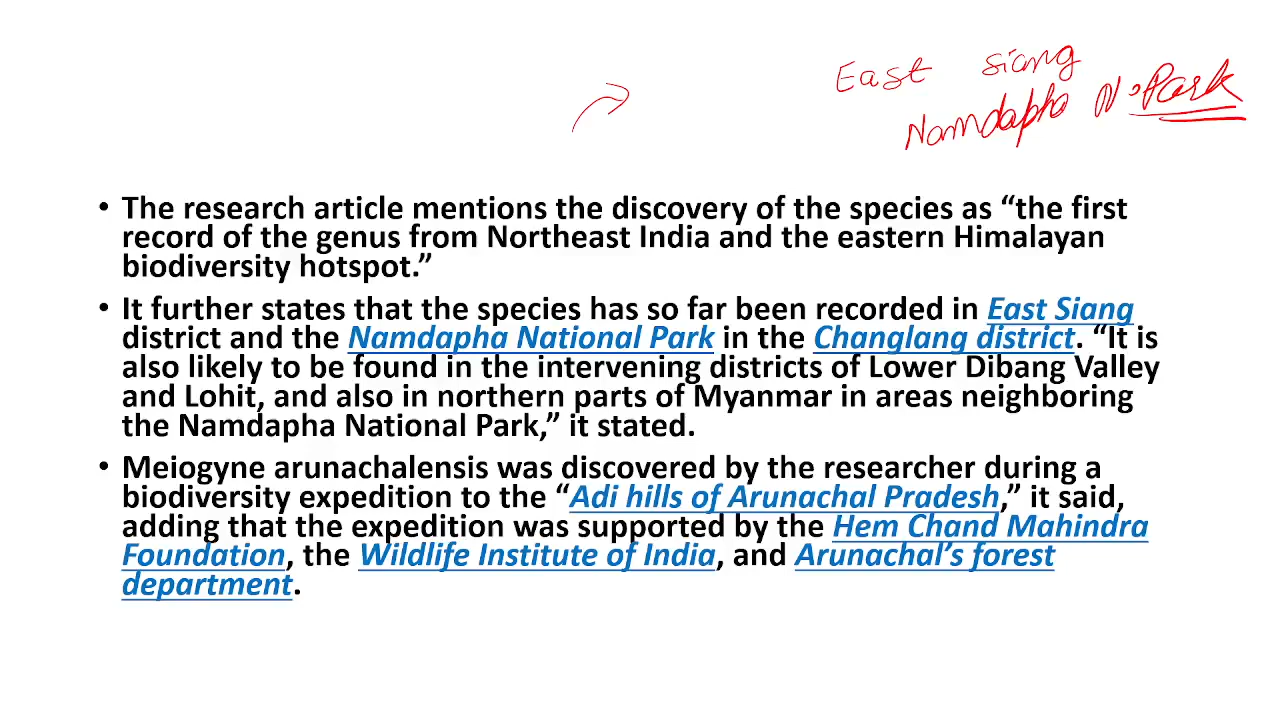 East Siang
Namdapha N. Park
• The research article mentions the discovery of the species as “the first
record of the genus from Northeast India and the eastern Himalayan
biodiversity hotspot.”
• It further states that the species has so far been recorded in East Siang
district and the Namdapha National Park in the Changlang district. “It is
also likely to be found in the intervening districts of Lower Dibang Valley
and Lohit, and also in northern parts of Myanmar in areas neighboring
the Namdapha National Park,” it stated.
• Meiogyne arunachalensis was discovered by the researcher during a
biodiversity expedition to the “Adi hills of Arunachal Pradesh,” it said,
adding that the expedition was supported by the Hem Chand Mahindra
Foundation, the Wildlife Institute of India, and Arunachal’s forest
department.